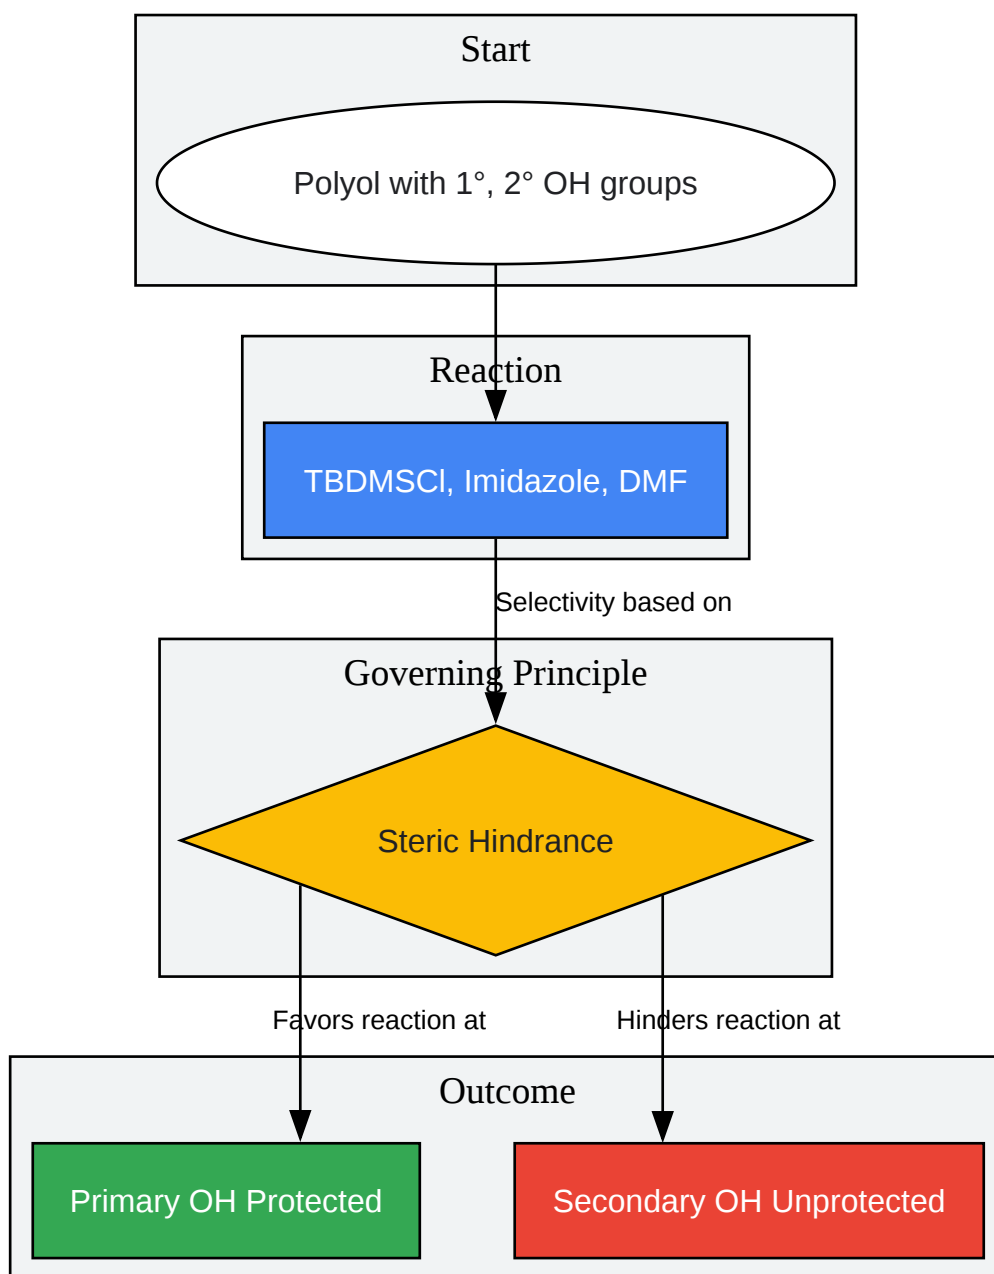 Start
Polyol with 1°, 2° OH groups
Reaction
TBDMSCl, Imidazole, DMF
Selectivity based on
Governing Principle
Steric Hindrance
Favors reaction at
Hinders reaction at
Outcome
Primary OH Protected
Secondary OH Unprotected